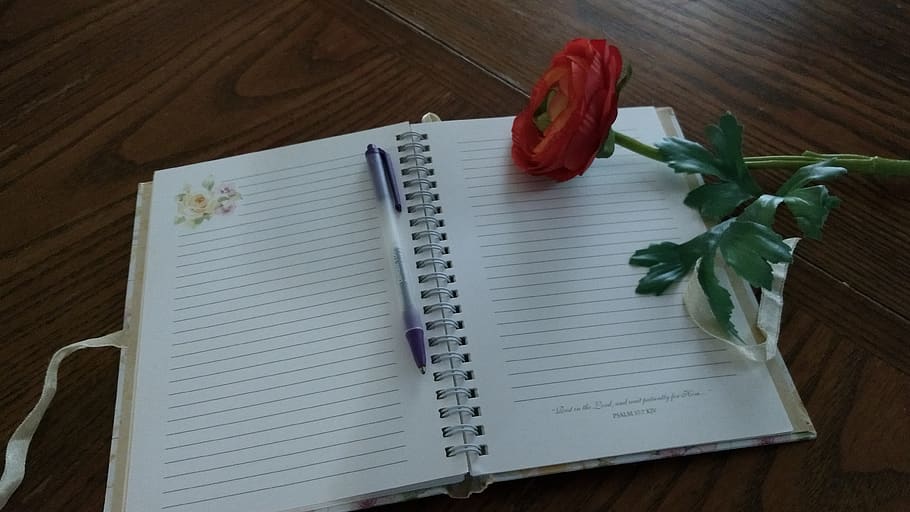 "Rest in the Lord, and wait patiently for Him..."
PSALM 37:7 KJV